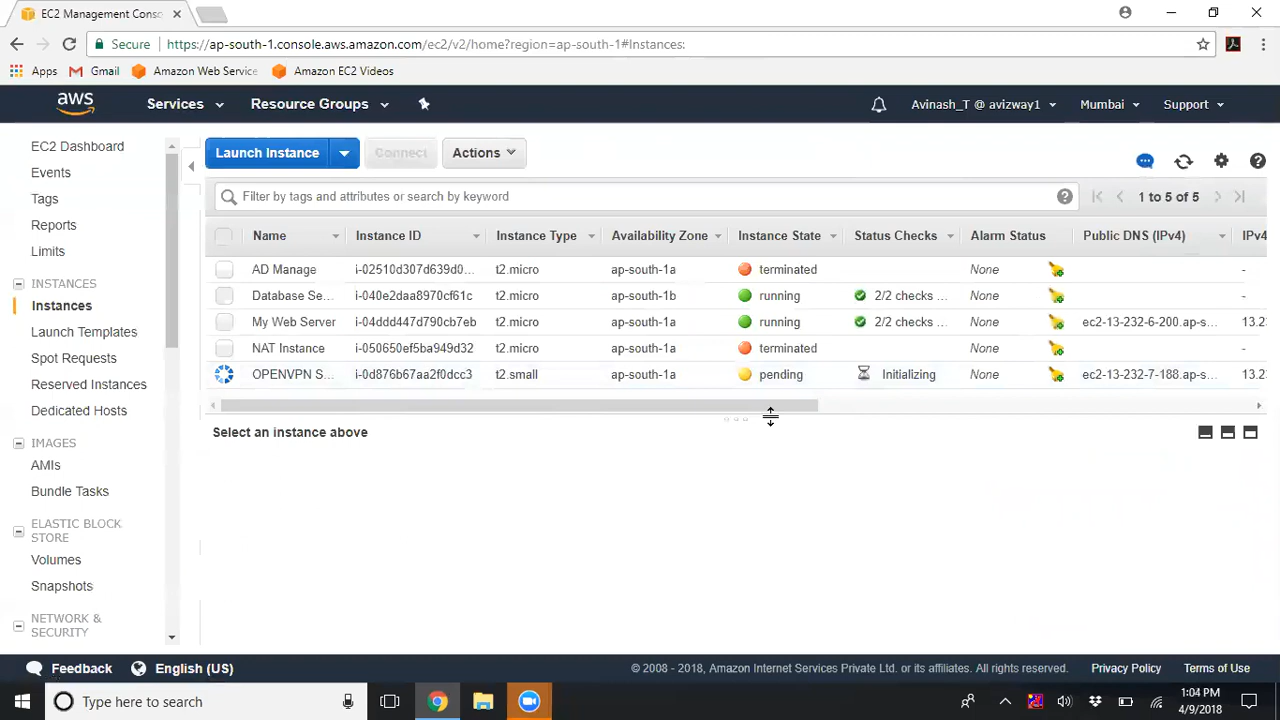 EC2 Management Conso
Secure https://ap-south-1.console.aws.amazon.com/ec2/v2/home?region=ap-south-1#Instances:
Apps Gmail Amazon Web Service Amazon EC2 Videos
aws Services Resource Groups Avinash_T @ avizway1 Mumbai Support
EC2 Dashboard
Events
Tags
Reports
Limits
INSTANCES
Instances
Launch Templates
Spot Requests
Reserved Instances
Dedicated Hosts
IMAGES
AMIs
Bundle Tasks
ELASTIC BLOCK
STORE
Volumes
Snapshots
NETWORK &
SECURITY
Launch Instance Connect Actions
Filter by tags and attributes or search by keyword 1 to 5 of 5
Name Instance ID Instance Type Availability Zone Instance State Status Checks Alarm Status Public DNS (IPv4) IPv4
AD Manage i-02510d307d639d0... t2.micro ap-south-1a terminated None -
Database Se... i-040e2daa8970cf61c t2.micro ap-south-1b running 2/2 checks ... None -
My Web Server i-04ddd447d790cb7eb t2.micro ap-south-1a running 2/2 checks ... None ec2-13-232-6-200.ap-s... 13.23
NAT Instance i-050650ef5ba949d32 t2.micro ap-south-1a terminated None -
OPENVPN S... i-0d876b67aa2f0dcc3 t2.small ap-south-1a pending Initializing None ec2-13-232-7-188.ap-s... 13.23
Select an instance above
Feedback English (US) © 2008 - 2018, Amazon Internet Services Private Ltd. or its affiliates. All rights reserved. Privacy Policy Terms of Use
Type here to search
1:04 PM
4/9/2018